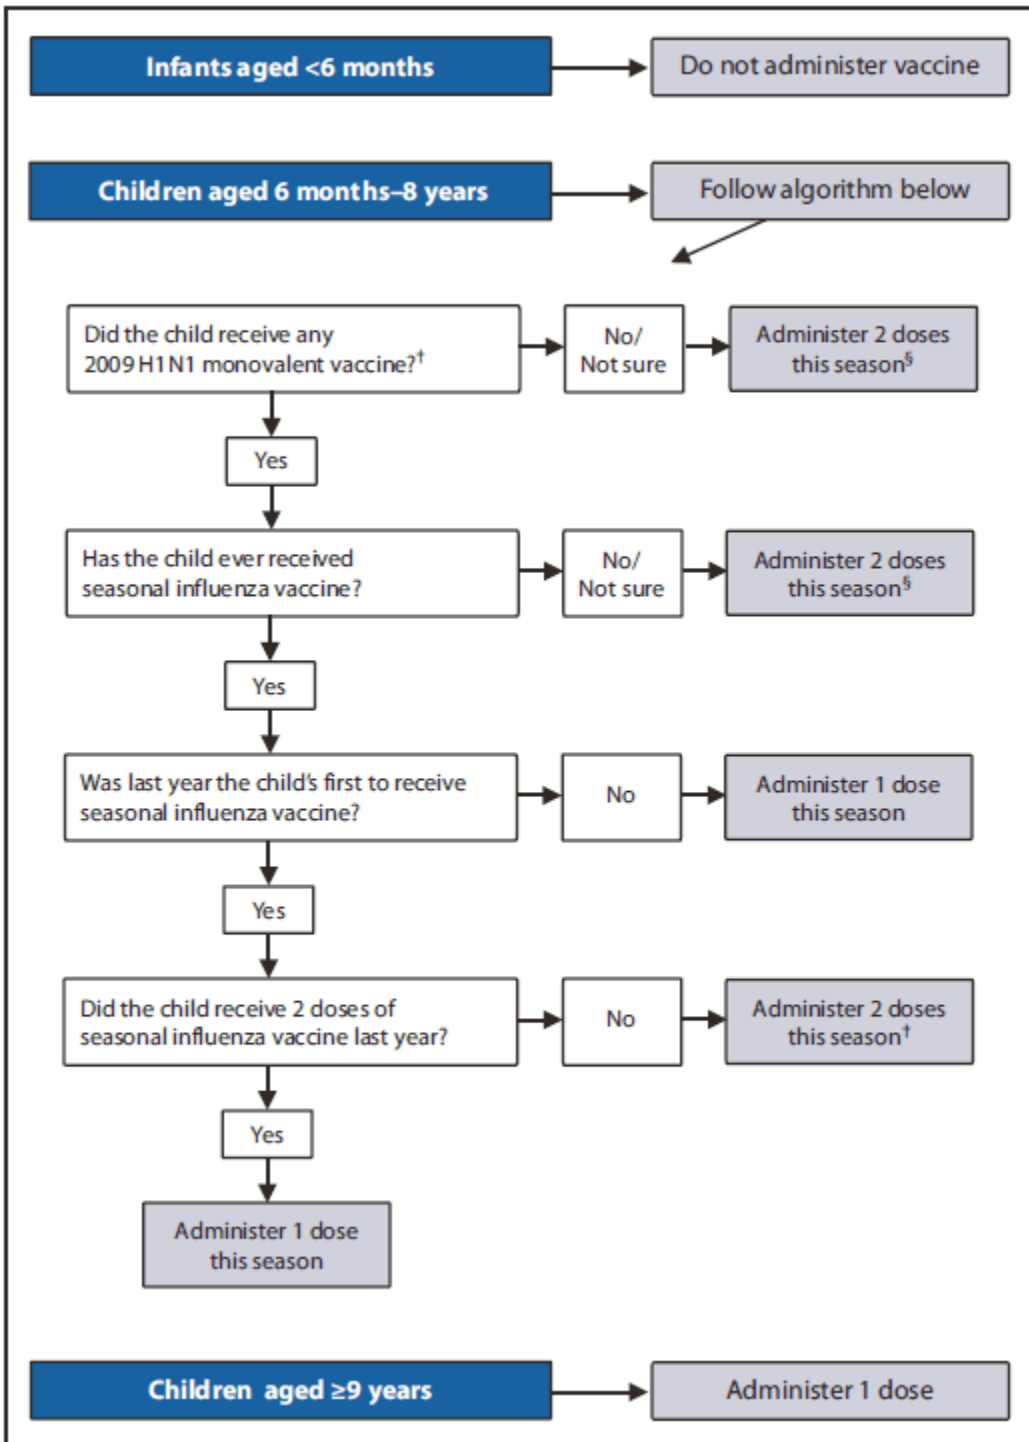 Infants aged <6 months
Do not administer vaccine
Children aged 6 months–8 years
Follow algorithm below
Did the child receive any
2009 H1N1 monovalent vaccine?†
No/
Not sure
Administer 2 doses
this season§
Yes
Has the child ever received
seasonal influenza vaccine?
No/
Not sure
Administer 2 doses
this season§
Yes
Was last year the child's first to receive
seasonal influenza vaccine?
No
Administer 1 dose
this season
Yes
Did the child receive 2 doses of
seasonal influenza vaccine last year?
No
Administer 2 doses
this season†
Yes
Administer 1 dose
this season
Children aged ≥9 years
Administer 1 dose